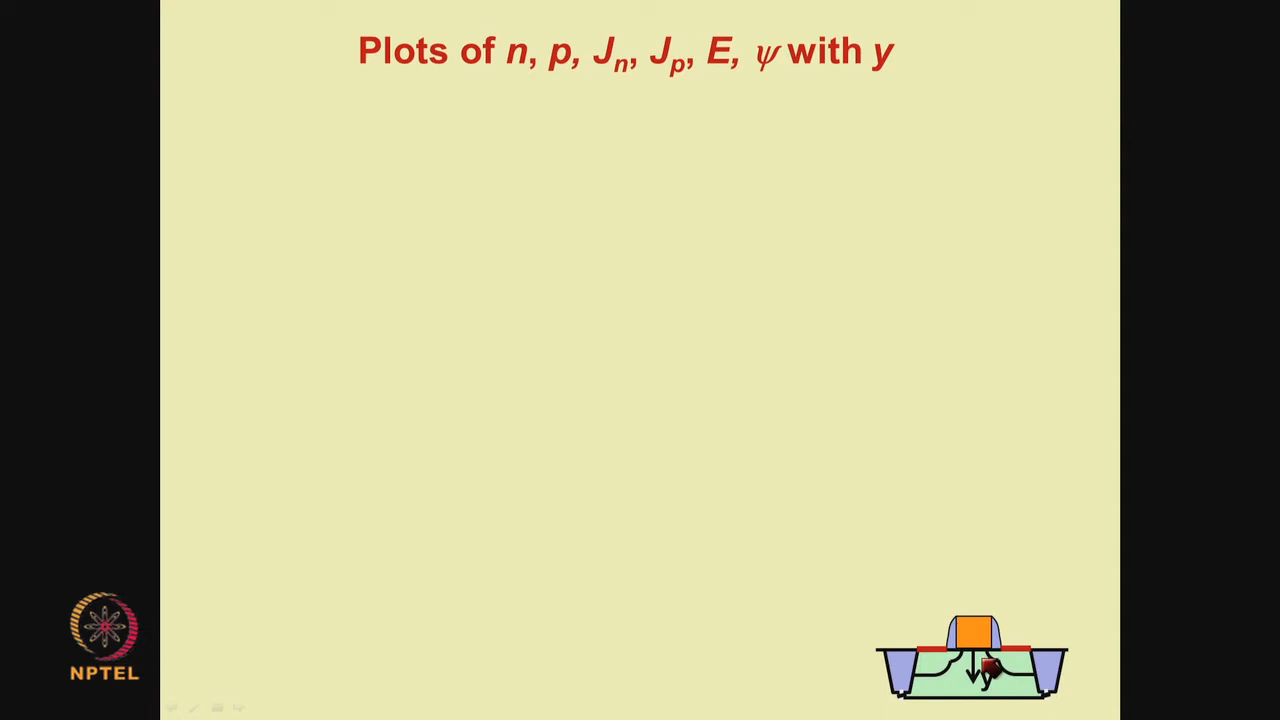 Plots of n, p, Jn, Jp, E, ψ with y
y
NPTEL